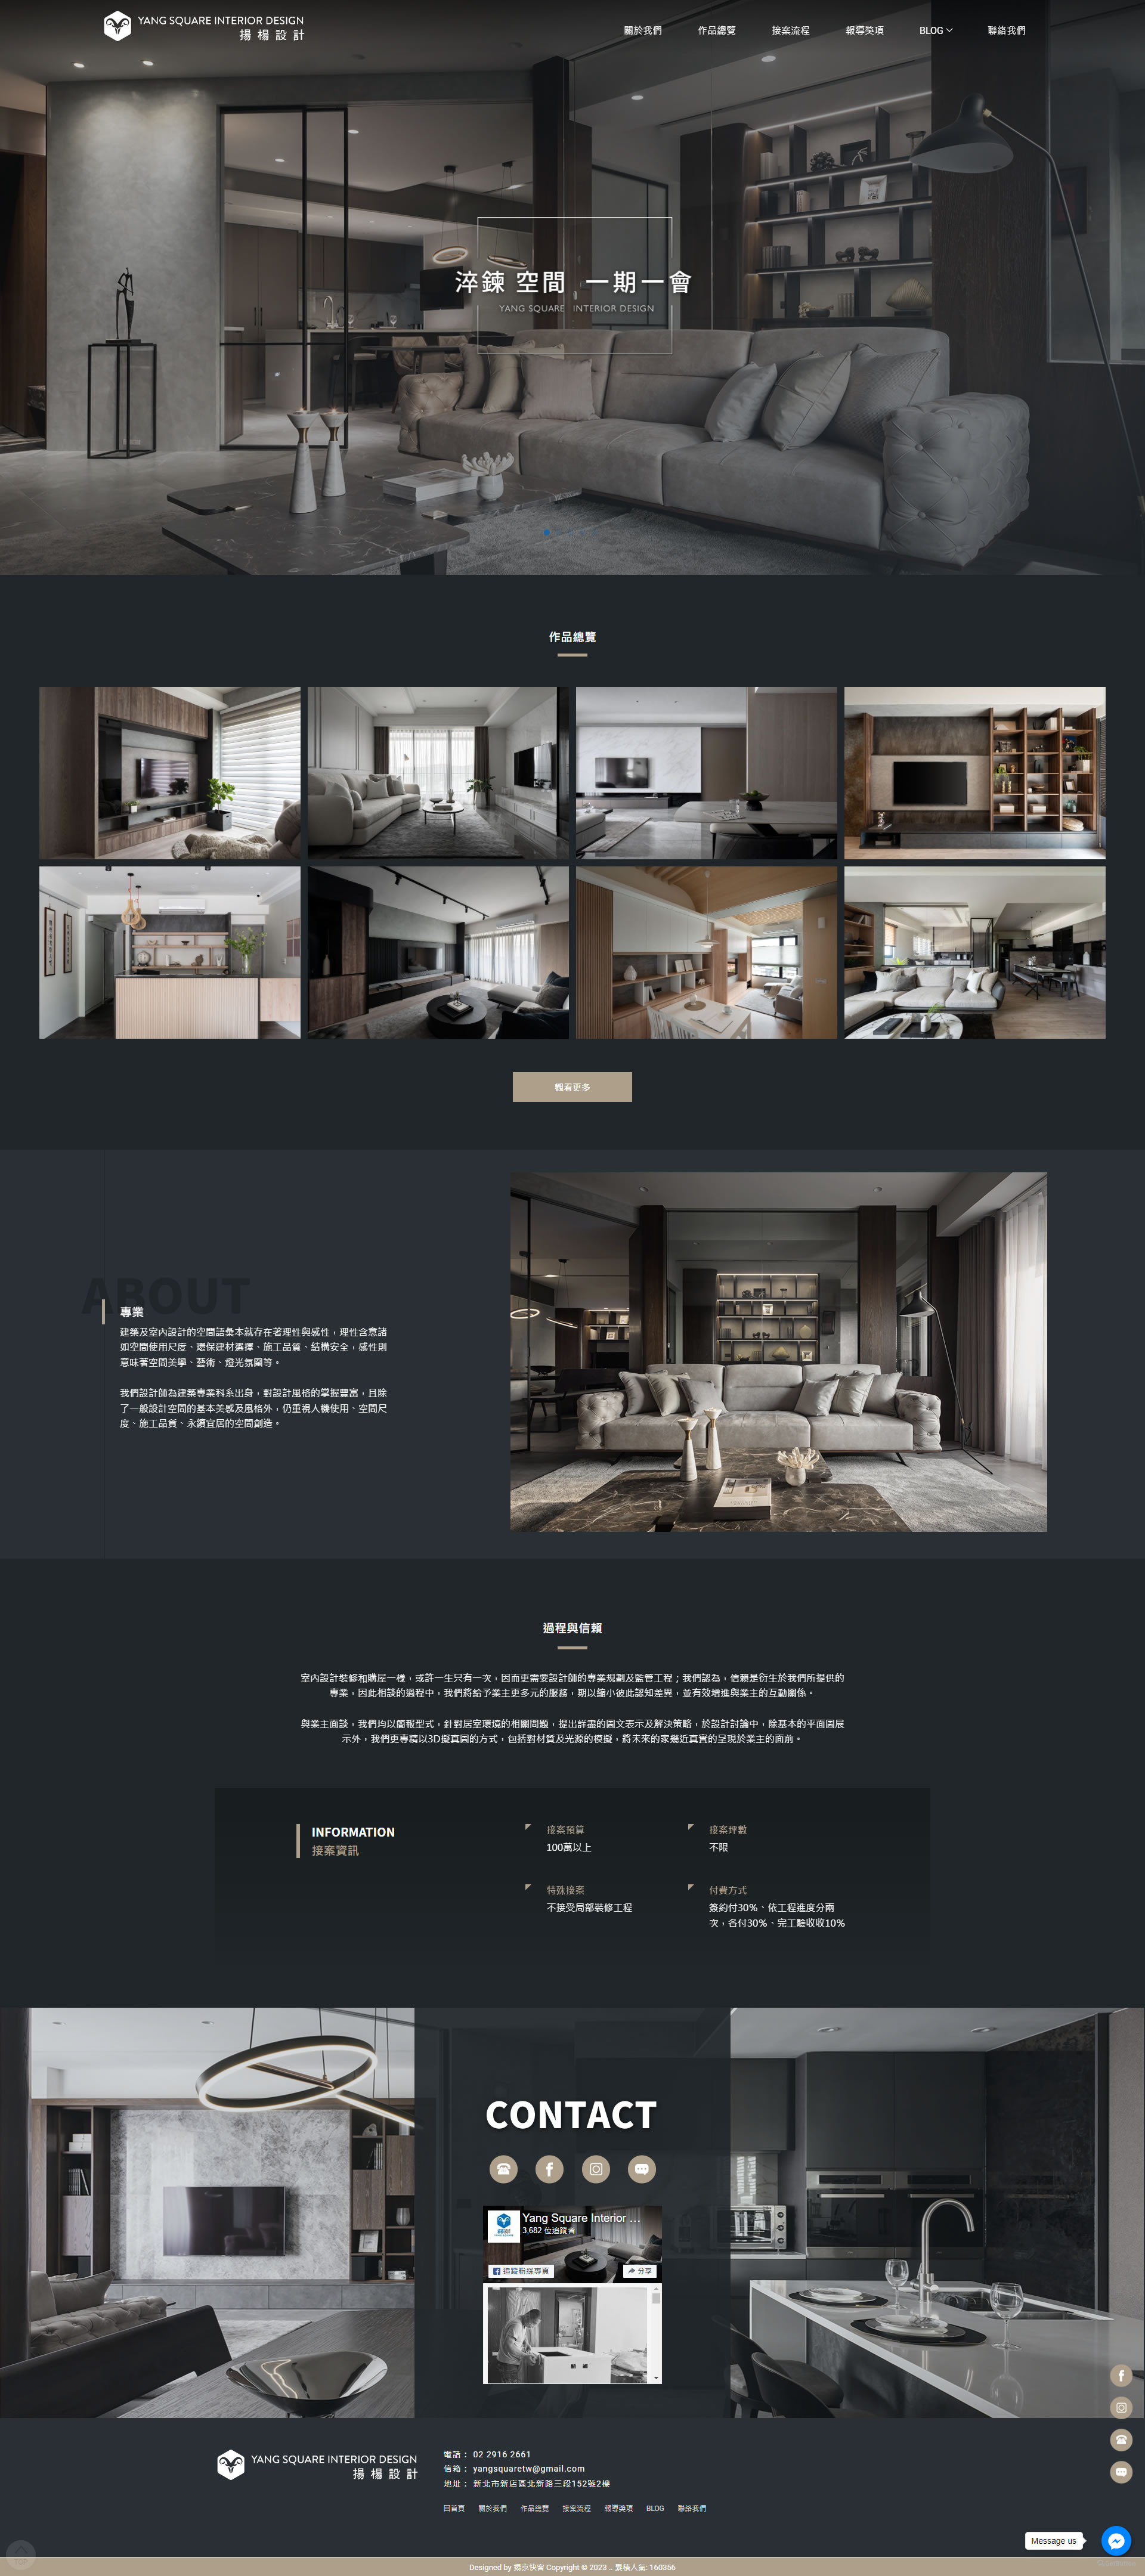 YANG SQUARE INTERIOR DESIGN
揚楊設計
關於我們 作品總覽 接案流程 報導獎項 BLOG 聯絡我們
淬鍊 空間 一期一會
YANG SQUARE INTERIOR DESIGN
作品總覽
觀看更多
ABOUT
專業
建築及室內設計的空間語彙本就存在著理性與感性，理性含意諸
如空間使用尺度、環保建材選擇、施工品質、結構安全，感性則
意味著空間美學、藝術、燈光氛圍等。
我們設計師為建築專業科系出身，對設計風格的掌握豐富，且除
了一般設計空間的基本美感及風格外，仍重視人機使用、空間尺
度、施工品質、永續宜居的空間創造。
過程與信賴
室內設計裝修和購屋一樣，或許一生只有一次，因而更需要設計師的專業規劃及監管工程；我們認為，信賴是衍生於我們所提供的
專業，因此相談的過程中，我們將給予業主更多元的服務，期以縮小彼此認知差異，並有效增進與業主的互動關係。
與業主面談，我們均以簡報型式，針對居室環境的相關問題，提出詳盡的圖文表示及解決策略，於設計討論中，除基本的平面圖展
示外，我們更專精以3D擬真圖的方式，包括對材質及光源的模擬，將未來的家幾近真實的呈現於業主的面前。
INFORMATION
接案資訊
接案預算
100萬以上
接案坪數
不限
特殊接案
不接受局部裝修工程
付費方式
簽約付30%、依工程進度分兩
次，各付30%、完工驗收收10%
CONTACT
Yang Square Interior ...
3,682 位追蹤者
追蹤粉絲專頁 分享
YANG SQUARE INTERIOR DESIGN
揚楊設計
電話： 02 2916 2661
信箱： yangsquaretw@gmail.com
地址： 新北市新店區北新路三段152號2樓
回首頁 關於我們 作品總覽 接案流程 報導獎項 BLOG 聯絡我們
Message us
Designed by 揚京快客 Copyright © 2023 .. 累積人氣: 160356